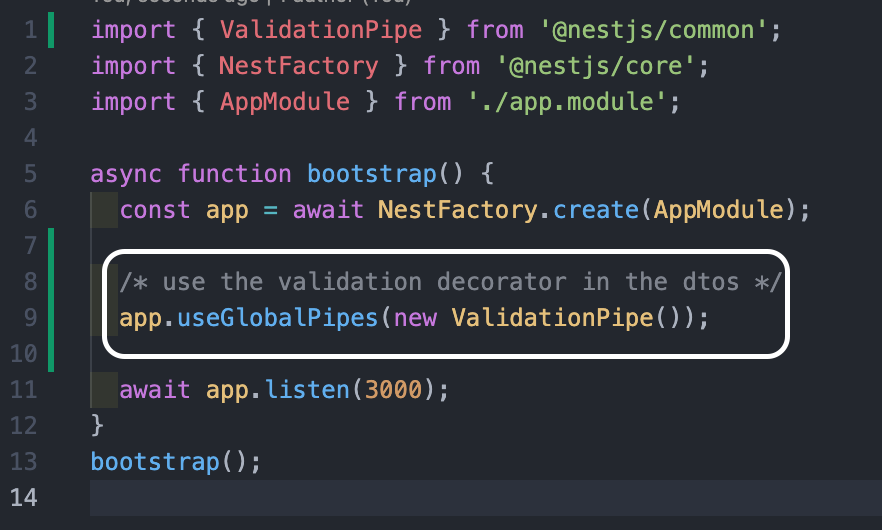 1 import { ValidationPipe } from '@nestjs/common';
2 import { NestFactory } from '@nestjs/core';
3 import { AppModule } from './app.module';
4
5 async function bootstrap() {
6 const app = await NestFactory.create(AppModule);
7
8 /* use the validation decorator in the dtos */
9 app.useGlobalPipes(new ValidationPipe());
10
11 await app.listen(3000);
12 }
13 bootstrap();
14